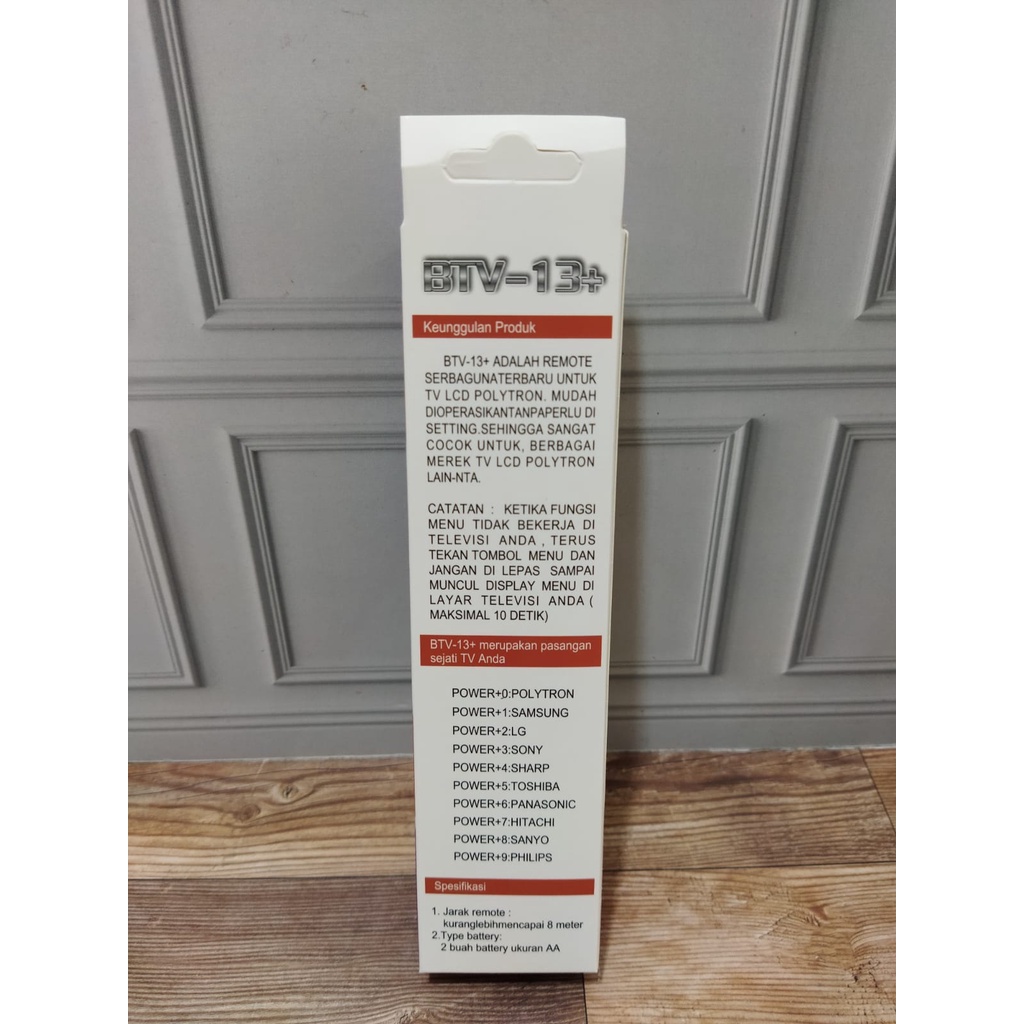 BTV-13+
Keunggulan Produk
BTV-13+ ADALAH REMOTE
SERBAGUNATERBARU UNTUK
TV LCD POLYTRON. MUDAH
DIOPERASIKANTANPAPERLU DI
SETTING.SEHINGGA SANGAT
COCOK UNTUK, BERBAGAI
MEREK TV LCD POLYTRON
LAIN-NTA.
CATATAN : KETIKA FUNGSI
MENU TIDAK BEKERJA DI
TELEVISI ANDA , TERUS
TEKAN TOMBOL MENU DAN
JANGAN DI LEPAS SAMPAI
MUNCUL DISPLAY MENU DI
LAYAR TELEVISI ANDA (
MAKSIMAL 10 DETIK)
BTV-13+ merupakan pasangan
sejati TV Anda
POWER+0:POLYTRON
POWER+1:SAMSUNG
POWER+2:LG
POWER+3:SONY
POWER+4:SHARP
POWER+5:TOSHIBA
POWER+6:PANASONIC
POWER+7:HITACHI
POWER+8:SANYO
POWER+9:PHILIPS
Spesifikasi
1. Jarak remote :
kuranglebihmencapai 8 meter
2.Type battery:
2 buah battery ukuran AA